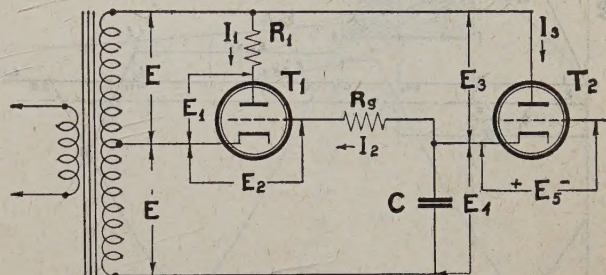 I₁ R₁ I₃
E E₁ T₁ E₃ T₂
Rg
I₂
E₂ + E₅ -
E C E₄